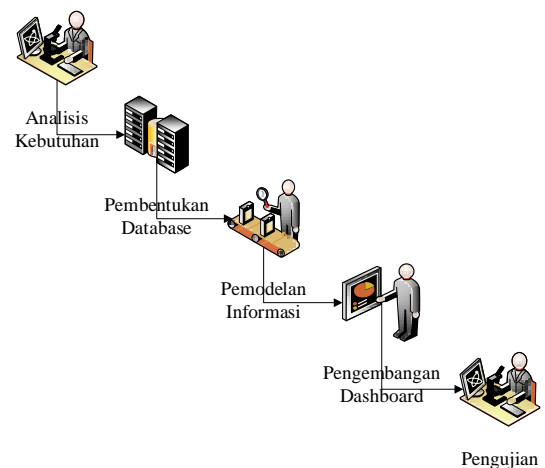 Analisis
Kebutuhan
Pembentukan
Database
Pemodelan
Informasi
Pengembangan
Dashboard
Pengujian